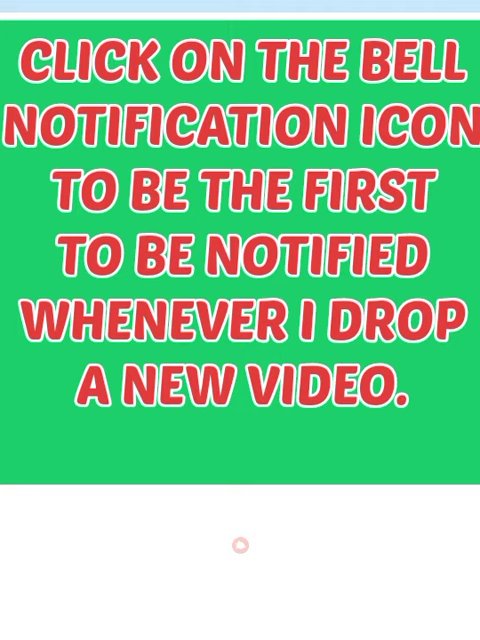 CLICK ON THE BELL
NOTIFICATION ICON
TO BE THE FIRST
TO BE NOTIFIED
WHENEVER I DROP
A NEW VIDEO.